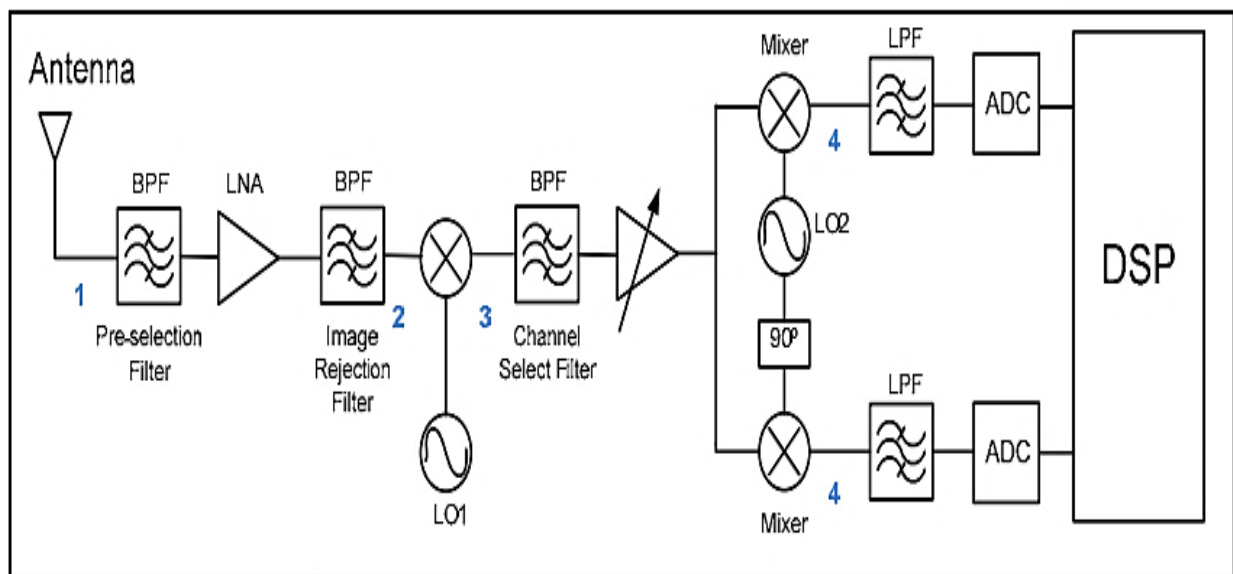 Antenna
1
BPF
Pre-selection
Filter
LNA
BPF
Image
Rejection
Filter
2
LO1
3
BPF
Channel
Select Filter
Mixer
4
LPF
ADC
LO2
90º
Mixer
4
LPF
ADC
DSP